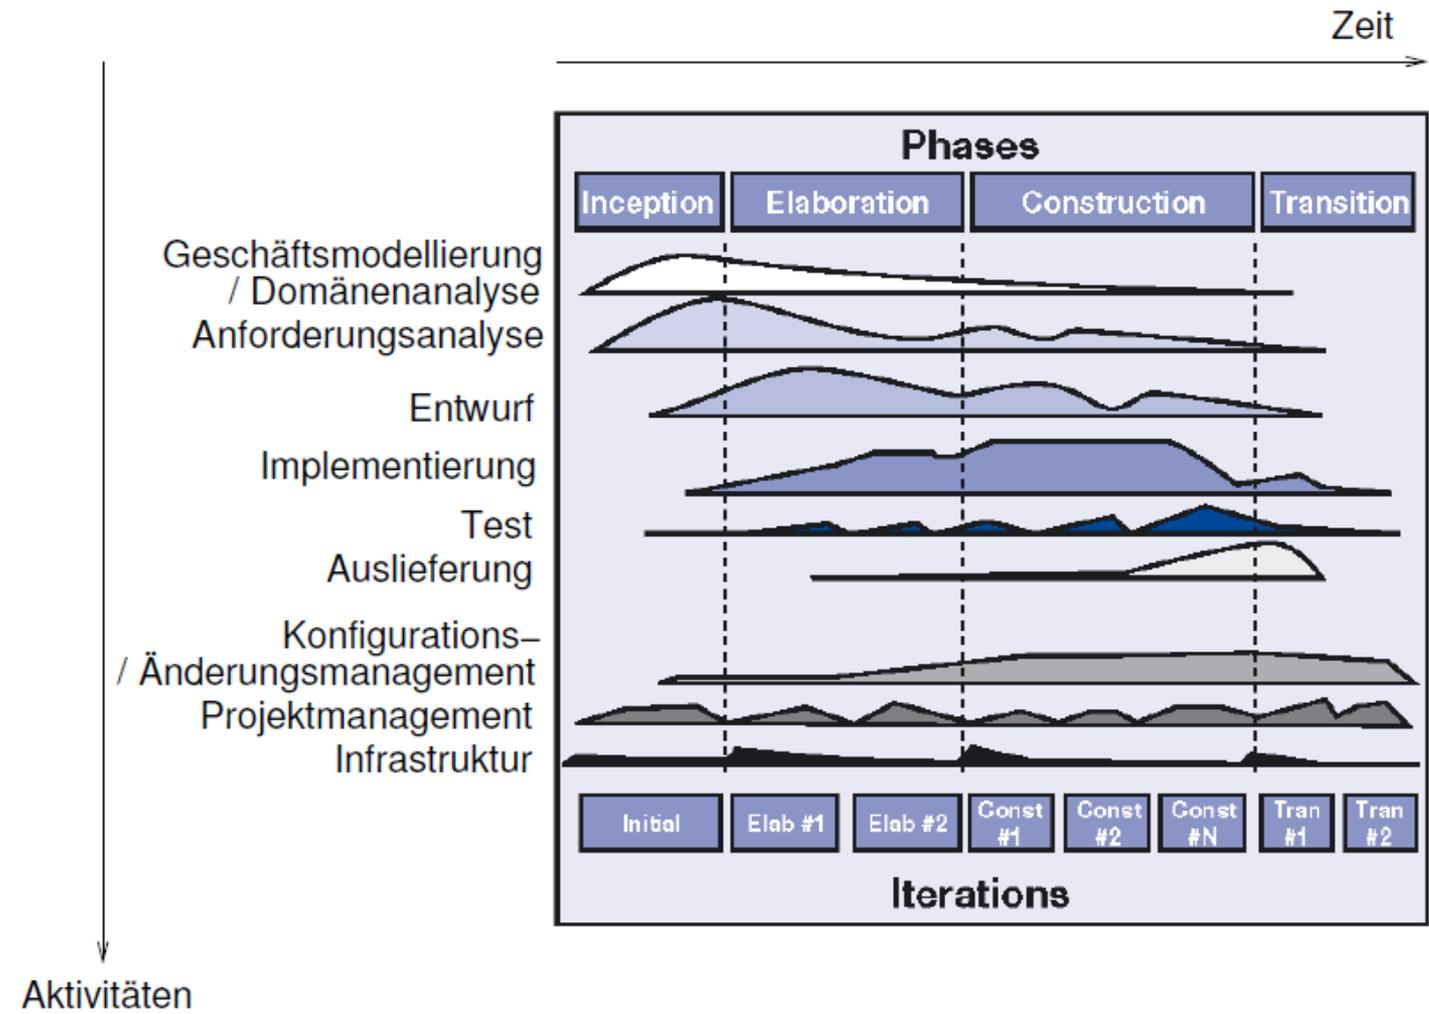 Zeit
Phases
Inception Elaboration Construction Transition
Geschäftsmodellierung
/ Domänenanalyse
Anforderungsanalyse
Entwurf
Implementierung
Test
Auslieferung
Konfigurations–
/ Änderungsmanagement
Projektmanagement
Infrastruktur
Initial
Elab #1
Elab #2
Const
#1
Const
#2
Const
#N
Tran
#1
Tran
#2
Iterations
Aktivitäten